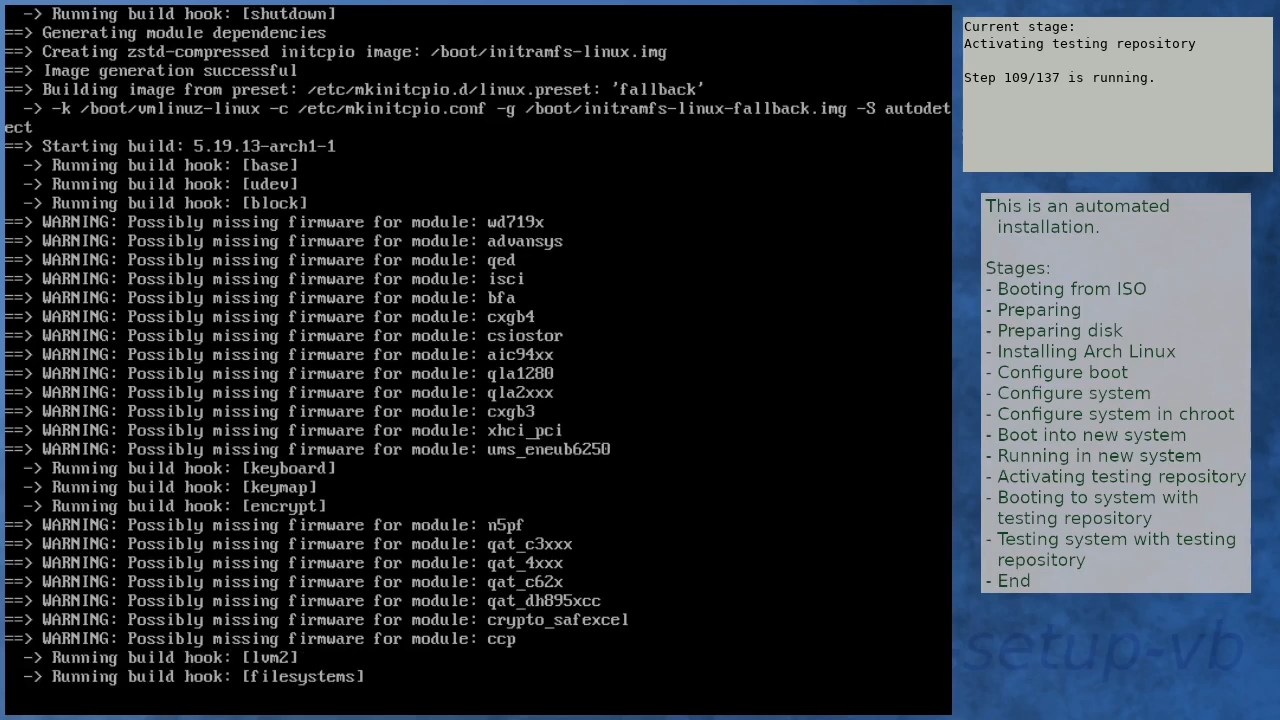 -> Running build hook: [shutdown]
==> Generating module dependencies
==> Creating zstd-compressed initcpio image: /boot/initramfs-linux.img
==> Image generation successful
==> Building image from preset: /etc/mkinitcpio.d/linux.preset: 'fallback'
-> -k /boot/vmlinuz-linux -c /etc/mkinitcpio.conf -g /boot/initramfs-linux-fallback.img -S autodet
ect
==> Starting build: 5.19.13-arch1-1
-> Running build hook: [base]
-> Running build hook: [udev]
-> Running build hook: [block]
==> WARNING: Possibly missing firmware for module: wd719x
==> WARNING: Possibly missing firmware for module: advansys
==> WARNING: Possibly missing firmware for module: qed
==> WARNING: Possibly missing firmware for module: isci
==> WARNING: Possibly missing firmware for module: bfa
==> WARNING: Possibly missing firmware for module: cxgb4
==> WARNING: Possibly missing firmware for module: csiostor
==> WARNING: Possibly missing firmware for module: aic94xx
==> WARNING: Possibly missing firmware for module: qla1280
==> WARNING: Possibly missing firmware for module: qla2xxx
==> WARNING: Possibly missing firmware for module: cxgb3
==> WARNING: Possibly missing firmware for module: xhci_pci
==> WARNING: Possibly missing firmware for module: ums_eneub6250
-> Running build hook: [keyboard]
-> Running build hook: [keymap]
-> Running build hook: [encrypt]
==> WARNING: Possibly missing firmware for module: n5pf
==> WARNING: Possibly missing firmware for module: qat_c3xxx
==> WARNING: Possibly missing firmware for module: qat_4xxx
==> WARNING: Possibly missing firmware for module: qat_c62x
==> WARNING: Possibly missing firmware for module: qat_dh895xcc
==> WARNING: Possibly missing firmware for module: crypto_safexcel
==> WARNING: Possibly missing firmware for module: ccp
-> Running build hook: [lvm2]
-> Running build hook: [filesystems]
Current stage:
Activating testing repository
Step 109/137 is running.
This is an automated
installation.
Stages:
- Booting from ISO
- Preparing
- Preparing disk
- Installing Arch Linux
- Configure boot
- Configure system
- Configure system in chroot
- Boot into new system
- Running in new system
- Activating testing repository
- Booting to system with
testing repository
- Testing system with testing
repository
- End
setup-vb